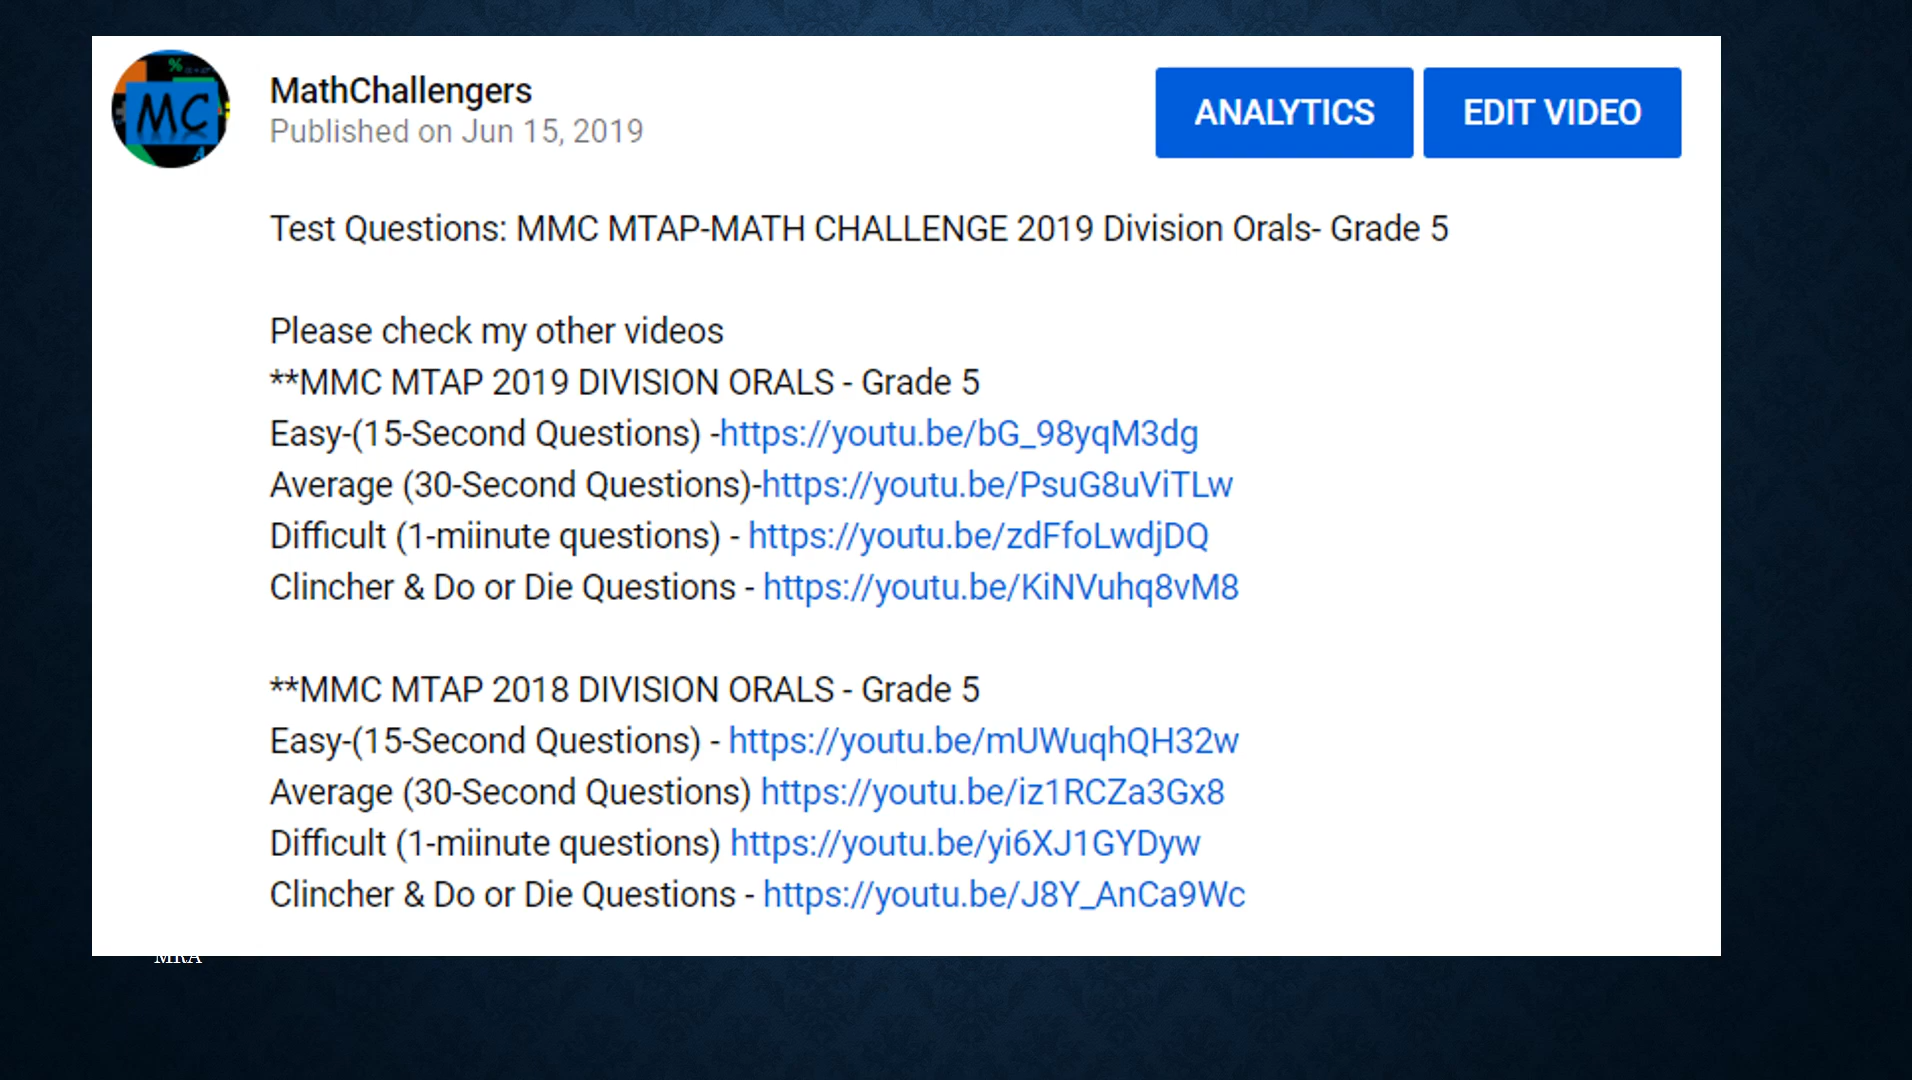 MC
MathChallengers
Published on Jun 15, 2019
ANALYTICS
EDIT VIDEO
Test Questions: MMC MTAP-MATH CHALLENGE 2019 Division Orals- Grade 5
Please check my other videos
**MMC MTAP 2019 DIVISION ORALS - Grade 5
Easy-(15-Second Questions) -https://youtu.be/bG_98yqM3dg
Average (30-Second Questions)-https://youtu.be/PsuG8uViTLw
Difficult (1-miinute questions) - https://youtu.be/zdFfoLwdjDQ
Clincher & Do or Die Questions - https://youtu.be/KiNVuhq8vM8
**MMC MTAP 2018 DIVISION ORALS - Grade 5
Easy-(15-Second Questions) - https://youtu.be/mUWuqhQH32w
Average (30-Second Questions) https://youtu.be/iz1RCZa3Gx8
Difficult (1-miinute questions) https://youtu.be/yi6XJ1GYDyw
Clincher & Do or Die Questions - https://youtu.be/J8Y_AnCa9Wc
MRA